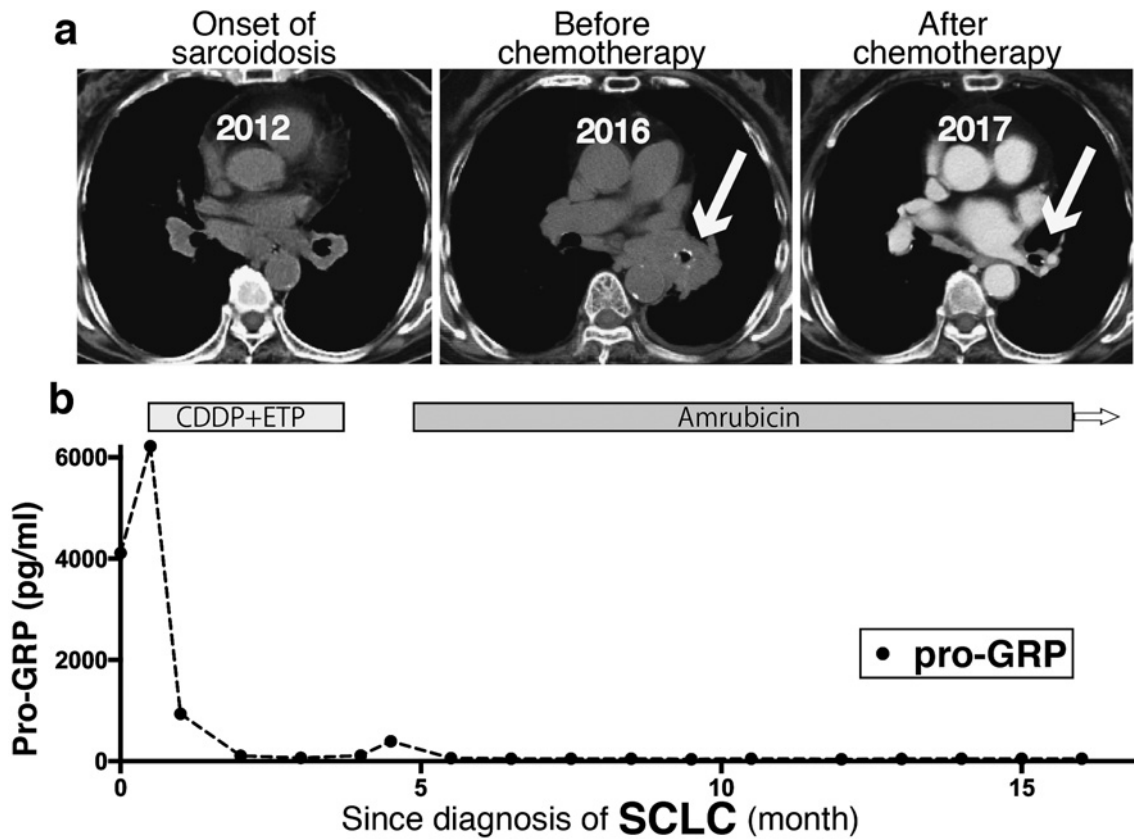 a
Onset of
sarcoidosis
Before
chemotherapy
After
chemotherapy
2012
2016
2017
b
CDDP+ETP
Amrubicin
6000
4000
2000
0
Pro-GRP (pg/ml)
pro-GRP
0
5
10
15
Since diagnosis of SCLC (month)